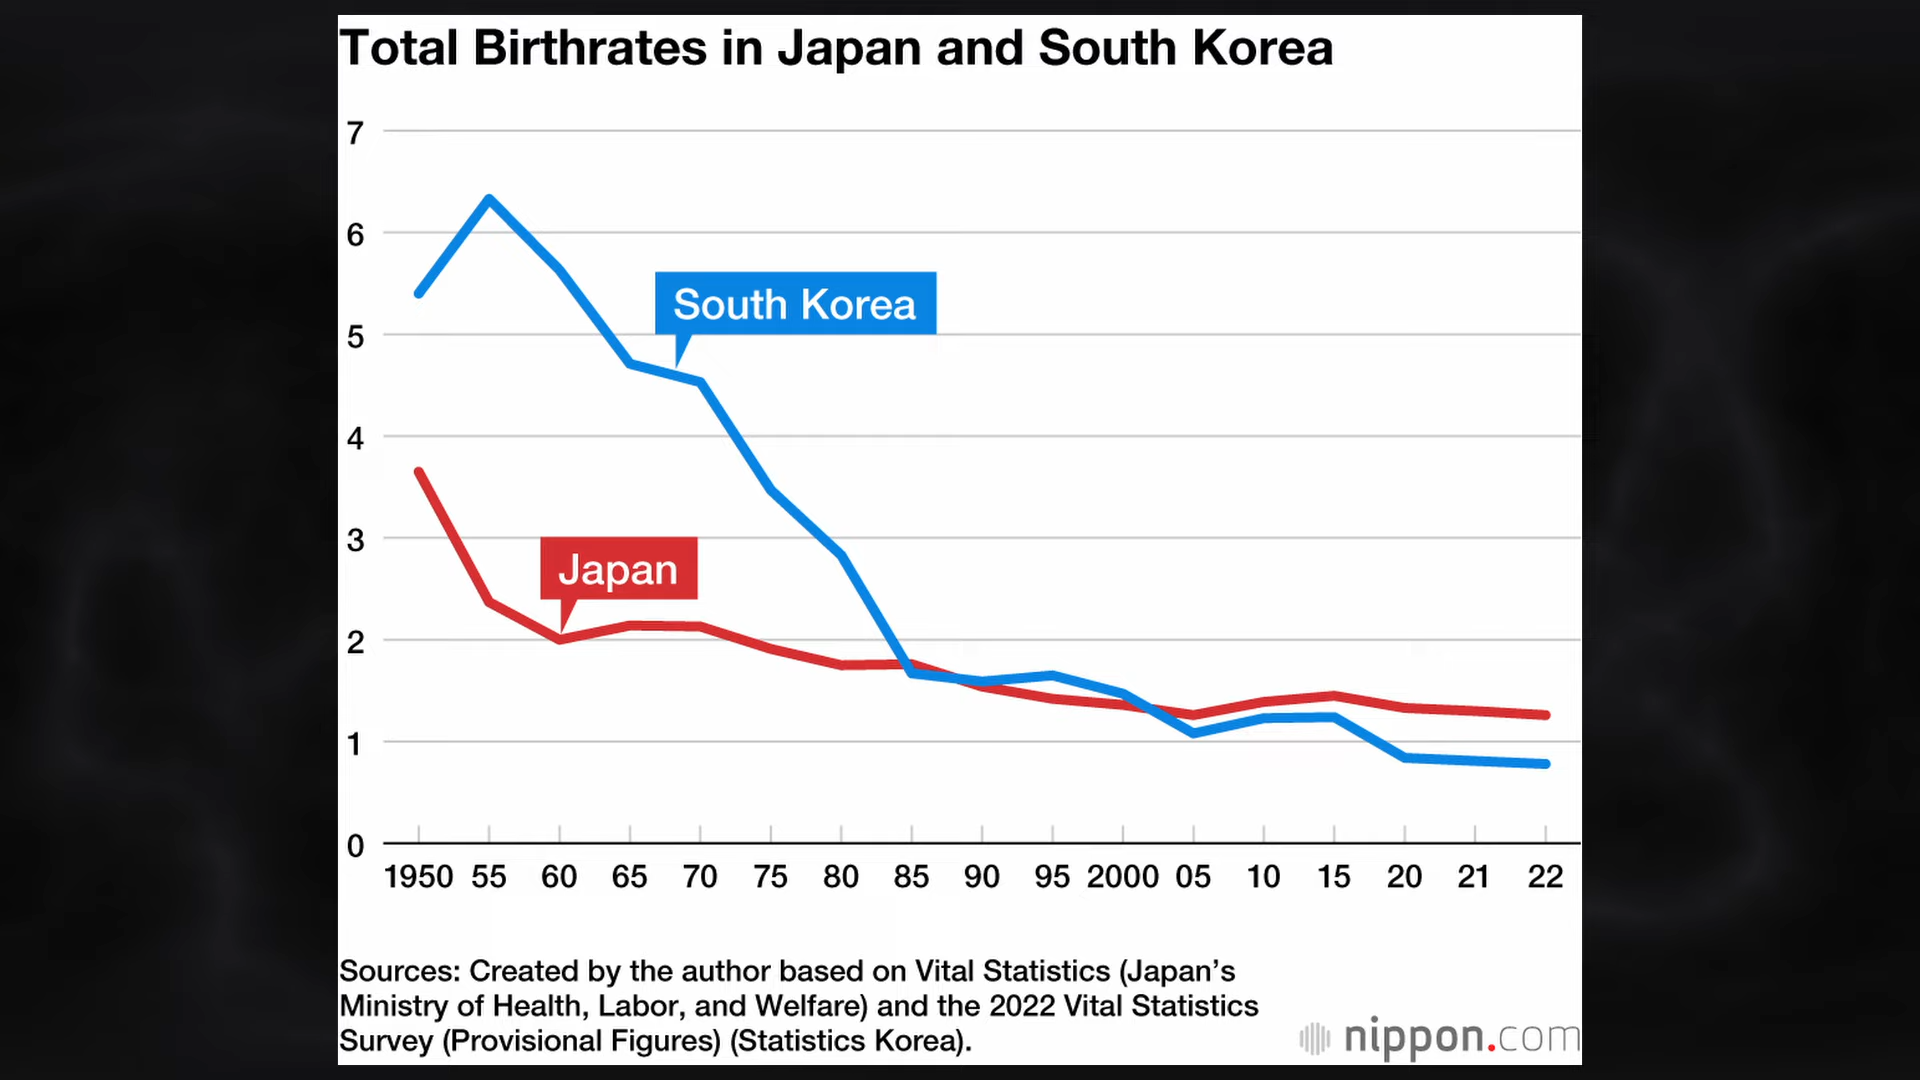 Total Birthrates in Japan and South Korea
7
6
5
4
3
2
1
0
South Korea
Japan
1950 55 60 65 70 75 80 85 90 95 2000 05 10 15 20 21 22
Sources: Created by the author based on Vital Statistics (Japan’s
Ministry of Health, Labor, and Welfare) and the 2022 Vital Statistics
Survey (Provisional Figures) (Statistics Korea).
nippon.com